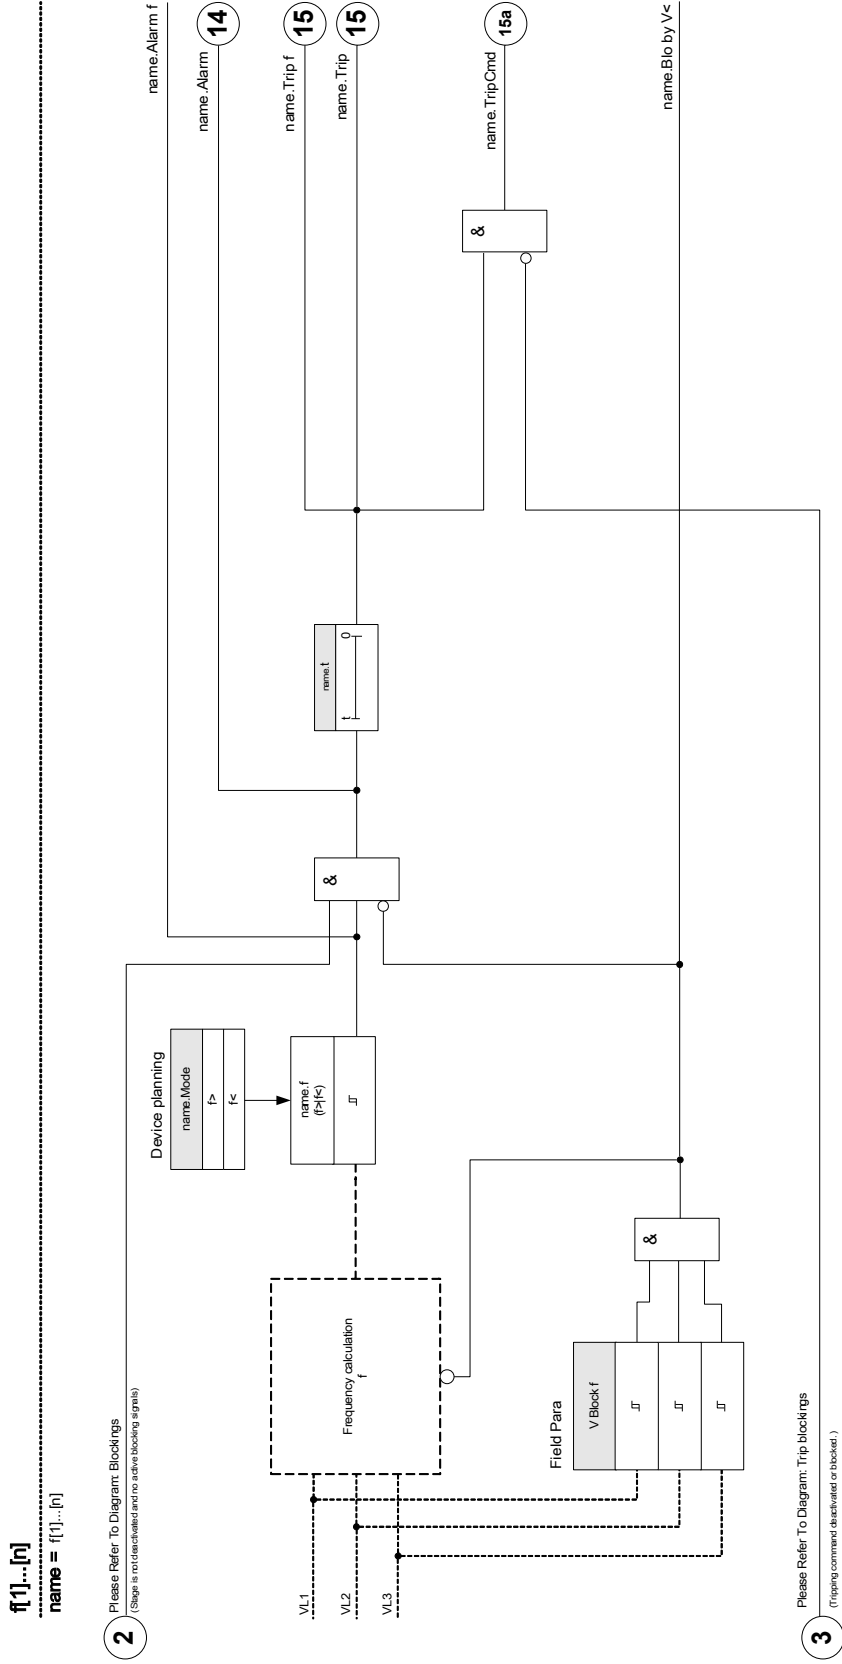 f[1]...[n]
name = f[1]...[n]
2
Please Refer To Diagram: Blockings
(Stage is not deactivated and no active blocking signals)
name.Alarm f
name.Alarm
14
name.Trip f
15
name.Trip
15
name.TripCmd
15a
name.Blo by V<
Device planning
name.Mode
f>
f<
name.f
(f>|f<)
&
name.t
t
0
&
VL1
VL2
VL3
Frequency calculation
f
Field Para
V Block f
&
3
Please Refer To Diagram: Trip blockings
(Tripping command deactivated or blocked. )